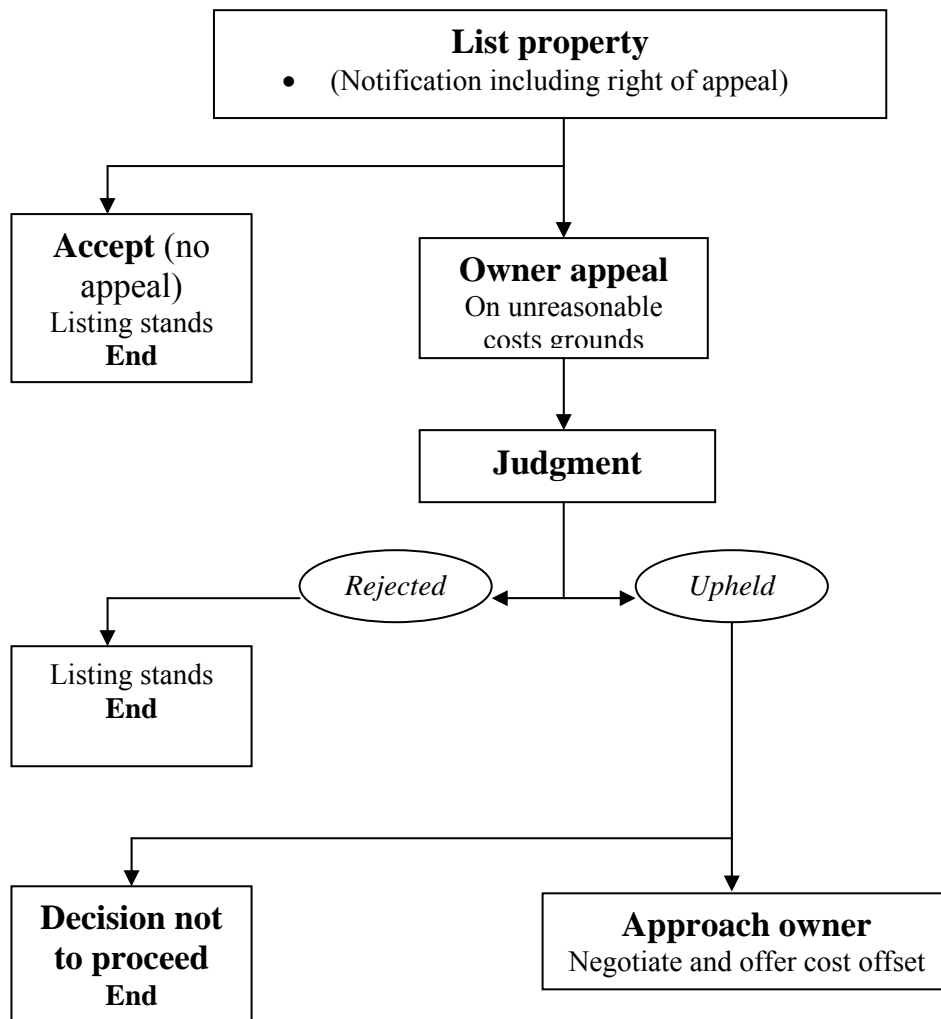 List property
• (Notification including right of appeal)
Accept (no
appeal)
Listing stands
End
Owner appeal
On unreasonable
costs grounds
Judgment
Rejected
Upheld
Listing stands
End
Decision not
to proceed
End
Approach owner
Negotiate and offer cost offset